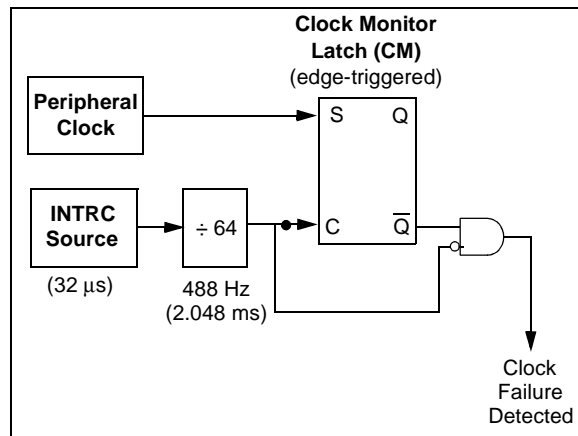 Clock Monitor
Latch (CM)
(edge-triggered)
Peripheral
Clock
S
Q
INTRC
Source
÷ 64
C
Q̅
(32 μs)
488 Hz
(2.048 ms)
Clock
Failure
Detected